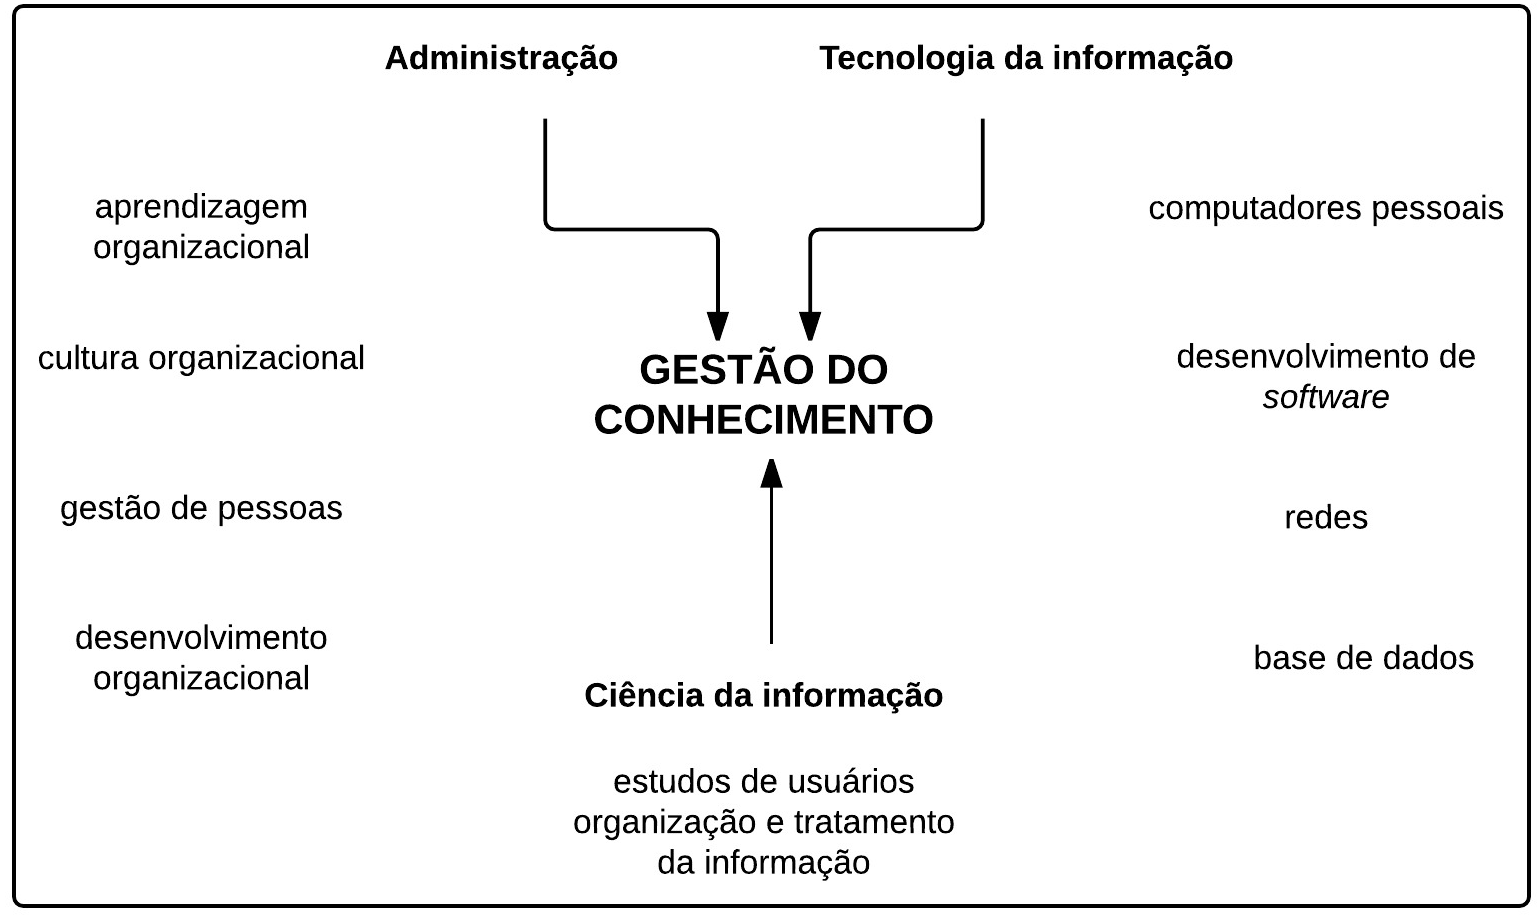 Administração
Tecnologia da informação
aprendizagem
organizacional
computadores pessoais
cultura organizacional
GESTÃO DO
CONHECIMENTO
desenvolvimento de
software
gestão de pessoas
redes
desenvolvimento
organizacional
base de dados
Ciência da informação
estudos de usuários
organização e tratamento
da informação